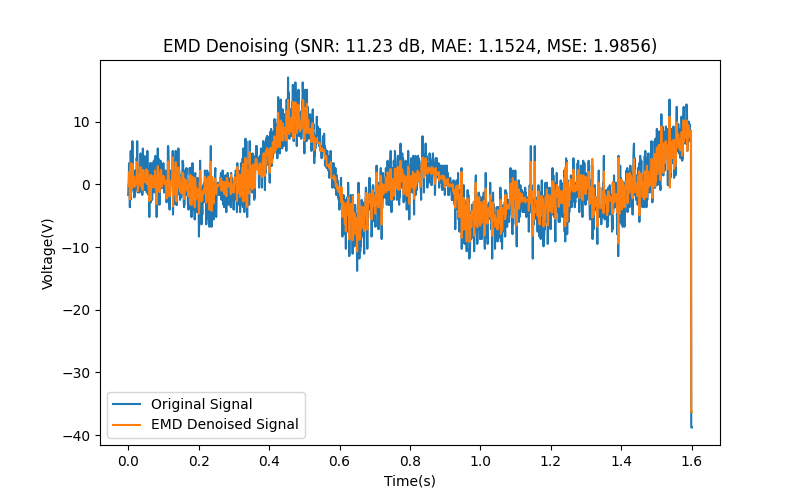 EMD Denoising (SNR: 11.23 dB, MAE: 1.1524, MSE: 1.9856)
Voltage(V)
10
5
0
−5
−10
−20
−30
−40
Original Signal
EMD Denoised Signal
0.0 0.2 0.4 0.6 0.8 1.0 1.2 1.4 1.6
Time(s)